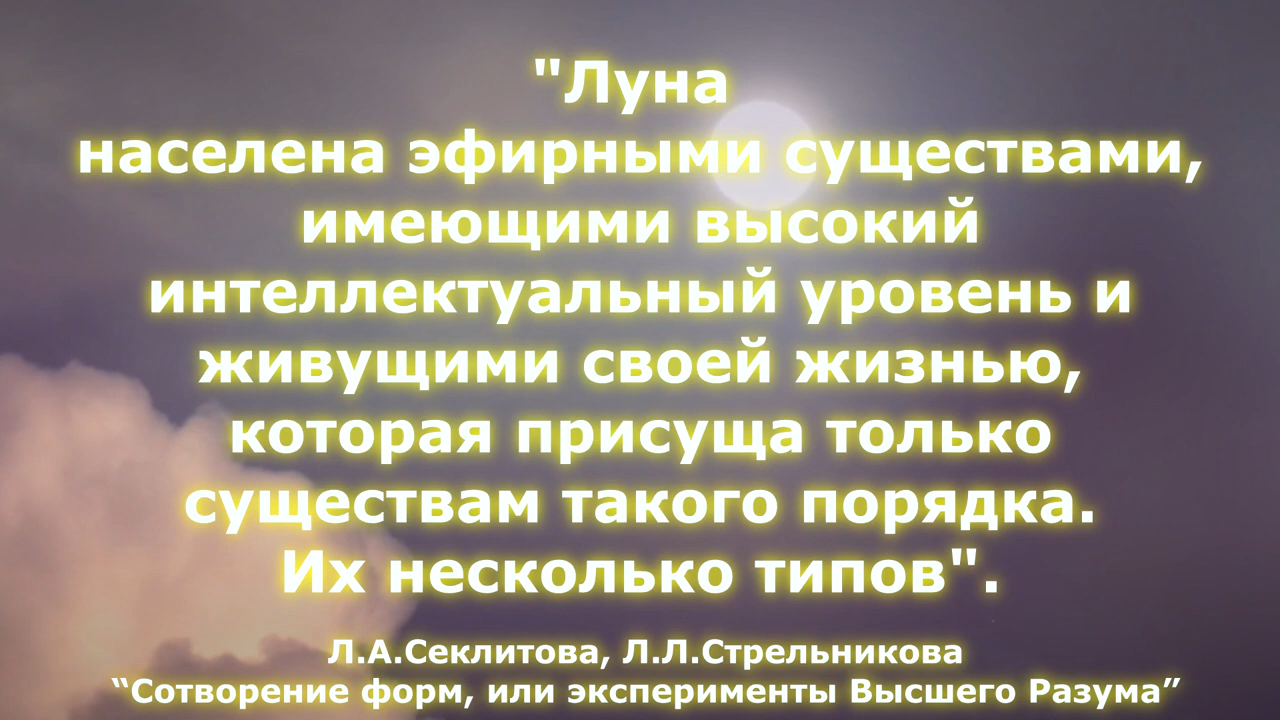 "Луна
населена эфирными существами,
имеющими высокий
интеллектуальный уровень и
живущими своей жизнью,
которая присуща только
существам такого порядка.
Их несколько типов".
Л.А.Секлитова, Л.Л.Стрельникова
“Сотворение форм, или эксперименты Высшего Разума”